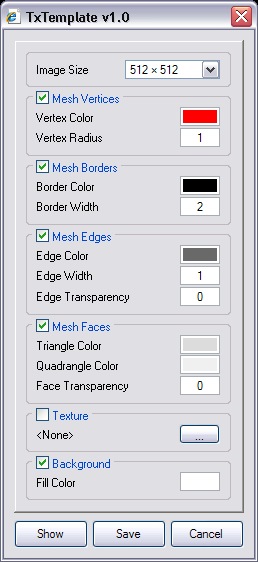 TxTemplate v1.0
Image Size 512 × 512
Mesh Vertices
Vertex Color
Vertex Radius 1
Mesh Borders
Border Color
Border Width 2
Mesh Edges
Edge Color
Edge Width 1
Edge Transparency 0
Mesh Faces
Triangle Color
Quadrangle Color
Face Transparency 0
Texture
<None> ...
Background
Fill Color
Show Save Cancel